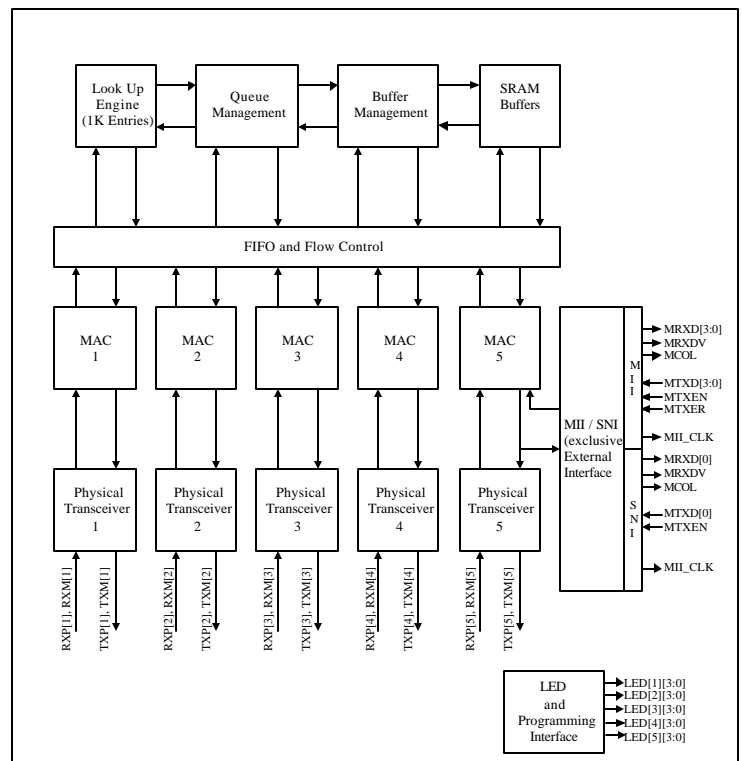 Look Up
Engine
(1K Entries)
Queue
Management
Buffer
Management
SRAM
Buffers
FIFO and Flow Control
MAC
1
MAC
2
MAC
3
MAC
4
MAC
5
MII / SNI
(exclusive
External
Interface
MII
SNI
MRXD[3:0]
MRXDV
MCOL
MTXD[3:0]
MTXEN
MTXER
MII_CLK
MRXD[0]
MRXDV
MCOL
MTXD[0]
MTXEN
MII_CLK
Physical
Transceiver
1
Physical
Transceiver
2
Physical
Transceiver
3
Physical
Transceiver
4
Physical
Transceiver
5
RXP[1], RXM[1]
TXP[1], TXM[1]
RXP[2], RXM[2]
TXP[2], TXM[2]
RXP[3], RXM[3]
TXP[3], TXM[3]
RXP[4], RXM[4]
TXP[4], TXM[4]
RXP[5], RXM[5]
TXP[5], TXM[5]
LED
and
Programming
Interface
LED[1][3:0]
LED[2][3:0]
LED[3][3:0]
LED[4][3:0]
LED[5][3:0]